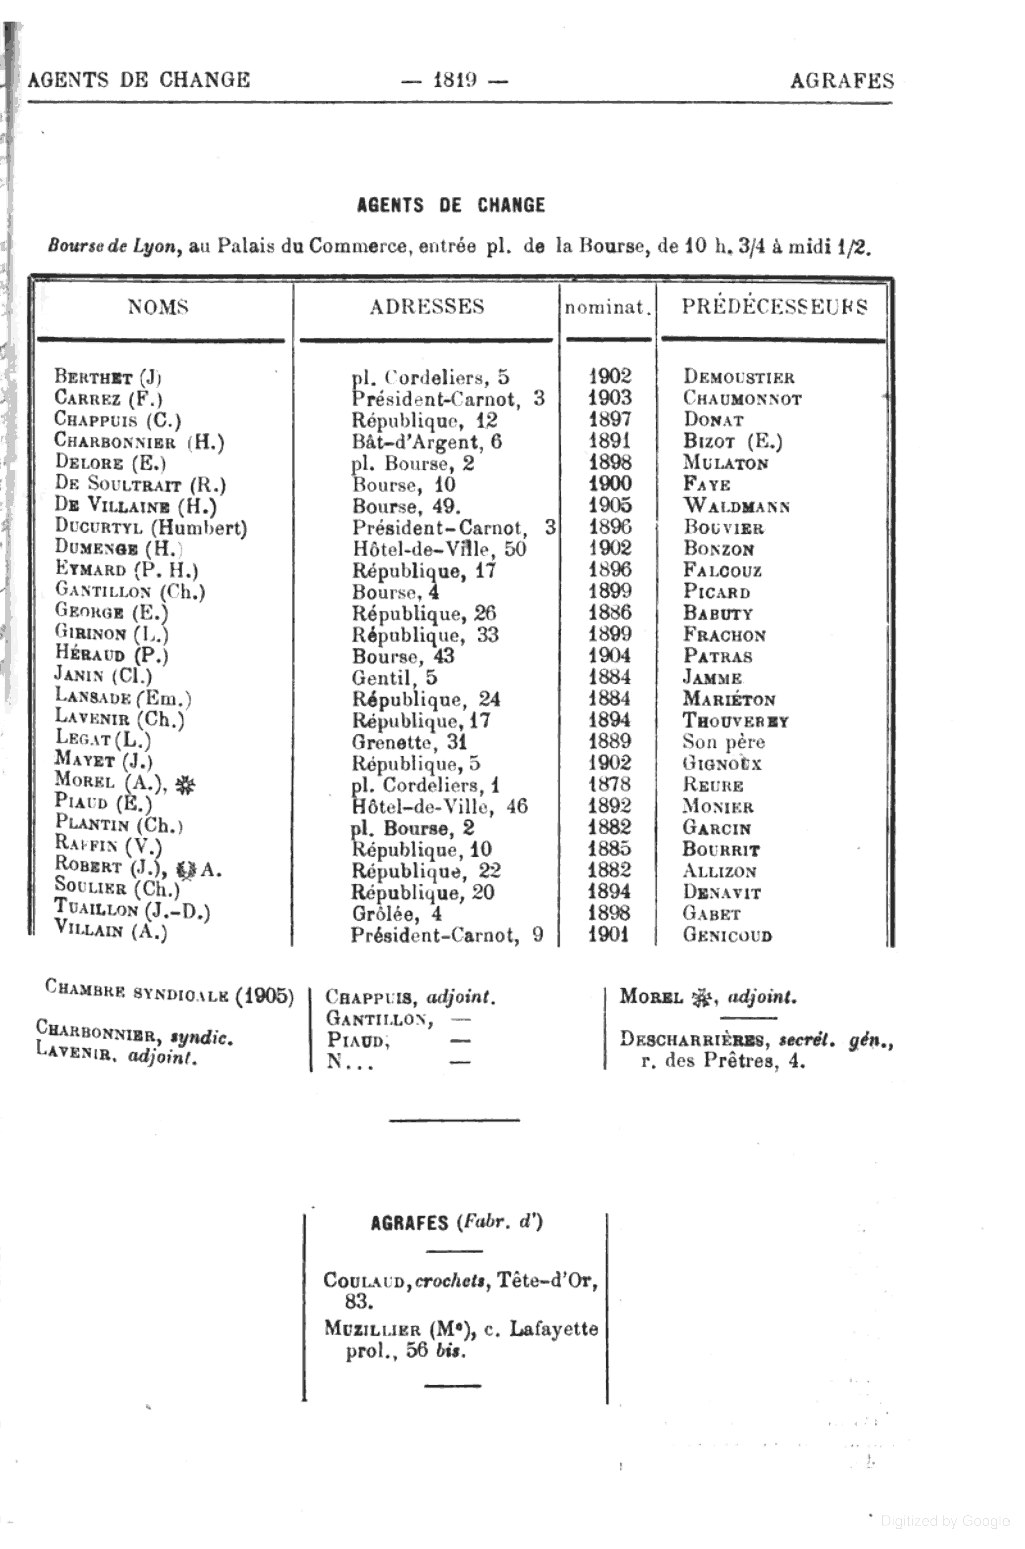 AGENTS DE CHANGE — 1819 — AGRAFES
AGENTS DE CHANGE
Bourse de Lyon, au Palais du Commerce, entrée pl. de la Bourse, de 10 h. 3/4 à midi 1/2.
NOMS ADRESSES nominat. PRÉDÉCESSEURS
BERTHET (J) pl. Cordeliers, 5 1902 DEMOUSTIER
CARREZ (F.) Président-Carnot, 3 1903 CHAUMONNOT
CHAPPUIS (C.) République, 12 1897 DONAT
CHARBONNIER (H.) Bât-d'Argent, 6 1891 BIZOT (E.)
DELORE (E.) pl. Bourse, 2 1898 MULATON
DE SOULTRAIT (R.) Bourse, 10 1900 FAYE
DE VILLAINE (H.) Bourse, 49. 1905 WALDMANN
DUCURTYL (Humbert) Président-Carnot, 3 1896 BOUVIER
DUMENGE (H.) Hôtel-de-Ville, 50 1902 BONZON
EYMARD (P. H.) République, 17 1896 FALCOUZ
GANTILLON (Ch.) Bourse, 4 1899 PICARD
GEORGE (E.) République, 26 1886 BABUTY
GIRINON (L.) République, 33 1899 FRACHON
HÉRAUD (P.) Bourse, 43 1904 PATRAS
JANIN (Cl.) Gentil, 5 1884 JAMME
LANSADE (Em.) République, 24 1884 MARIÉTON
LAVENIR (Ch.) République, 17 1894 THOUVEREY
LEGAT (L.) Grenette, 31 1889 Son père
MAYET (J.) République, 5 1902 GIGNOUX
MOREL (A.), pl. Cordeliers, 1 1878 REURE
PIAUD (E.) Hôtel-de-Ville, 46 1892 MONIER
PLANTIN (Ch.) pl. Bourse, 2 1882 GARCIN
RAFFIN (V.) République, 10 1885 BOURRIT
ROBERT (J.), A. République, 22 1882 ALLIZON
SOULIER (Ch.) République, 20 1894 DENAVIT
TUAILLON (J.-D.) Grôlée, 4 1898 GABET
VILLAIN (A.) Président-Carnot, 9 1901 GENICOUD
CHAMBRE SYNDICALE (1905)
CHARBONNIER, syndic.
LAVENIR, adjoint.
CHAPPUIS, adjoint.
GANTILLON, —
PIAUD, —
N... —
MOREL, adjoint.
DESCHARRIÈRES, secrét. gén.,
r. des Prêtres, 4.
AGRAFES (Fabr. d')
COULAUD, crochets, Tête-d'Or,
83.
MUZILLIER (Me), c. Lafayette
prol., 56 bis.
Digitized by Google